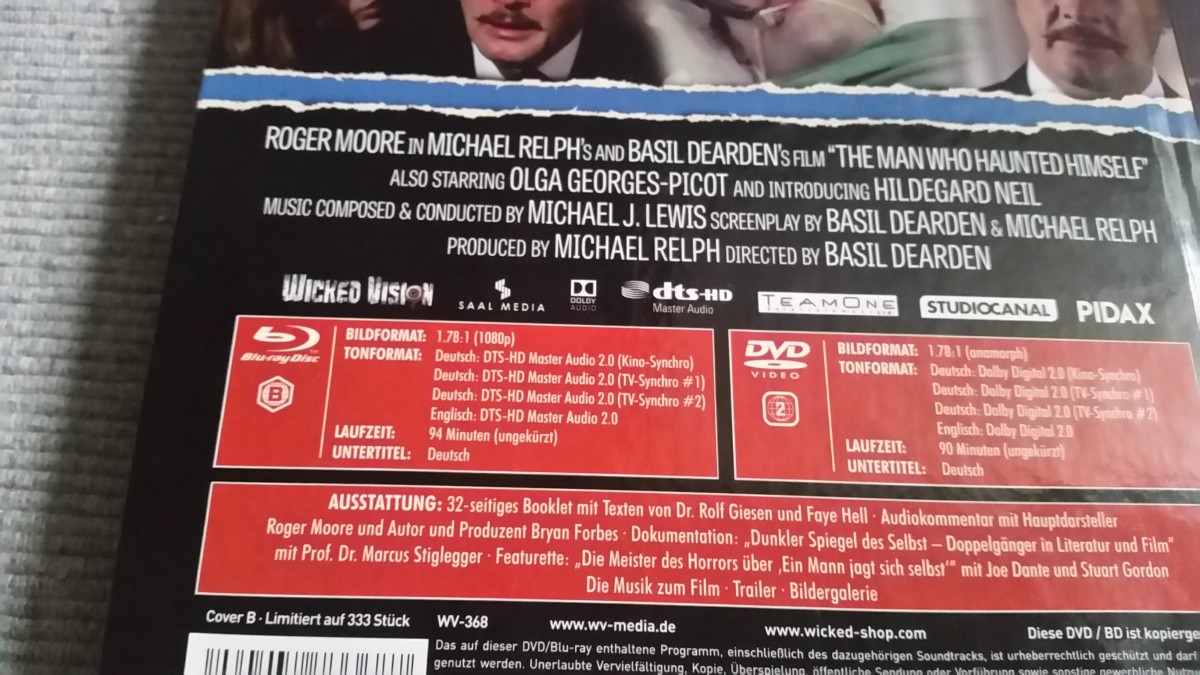 ROGER MOORE IN MICHAEL RELPH'S AND BASIL DEARDEN'S FILM "THE MAN WHO HAUNTED HIMSELF"
ALSO STARRING OLGA GEORGES-PICOT AND INTRODUCING HILDEGARD NEIL
MUSIC COMPOSED & CONDUCTED BY MICHAEL J. LEWIS SCREENPLAY BY BASIL DEARDEN & MICHAEL RELPH
PRODUCED BY MICHAEL RELPH DIRECTED BY BASIL DEARDEN
WICKED VISION SAAL MEDIA DOLBY AUDIO dts-HD Master Audio TEAMONE STUDIOCANAL PIDAX
Blu-ray Disc
B
BILDFORMAT: 1.78:1 (1080p)
TONFORMAT: Deutsch: DTS-HD Master Audio 2.0 (Kino-Synchro)
Deutsch: DTS-HD Master Audio 2.0 (TV-Synchro #1)
Deutsch: DTS-HD Master Audio 2.0 (TV-Synchro #2)
Englisch: DTS-HD Master Audio 2.0
LAUFZEIT: 94 Minuten (ungekürzt)
UNTERTITEL: Deutsch
DVD VIDEO
2
BILDFORMAT: 1.78:1 (anamorph)
TONFORMAT: Deutsch: Dolby Digital 2.0 (Kino-Synchro)
Deutsch: Dolby Digital 2.0 (TV-Synchro #1)
Deutsch: Dolby Digital 2.0 (TV-Synchro #2)
Englisch: Dolby Digital 2.0
LAUFZEIT: 90 Minuten (ungekürzt)
UNTERTITEL: Deutsch
AUSSTATTUNG: 32-seitiges Booklet mit Texten von Dr. Rolf Giesen und Faye Hell · Audiokommentar mit Hauptdarsteller
Roger Moore und Autor und Produzent Bryan Forbes · Dokumentation: „Dunkler Spiegel des Selbst – Doppelgänger in Literatur und Film"
mit Prof. Dr. Marcus Stiglegger · Featurette: „Die Meister des Horrors über ‚Ein Mann jagt sich selbst'" mit Joe Dante und Stuart Gordon
Die Musik zum Film · Trailer · Bildergalerie
Cover B · Limitiert auf 333 Stück WV-368 www.wv-media.de www.wicked-shop.com Diese DVD / BD ist kopierge
Das auf dieser DVD/Blu-ray enthaltene Programm, einschließlich des dazugehörigen Soundtracks, ist urheberrechtlich geschützt und darf
genutzt werden. Unerlaubte Vervielfältigung, Kopie, Überspielung, öffentliche Sendung oder Vorführung sowie sonstige gewerbliche Nutzu